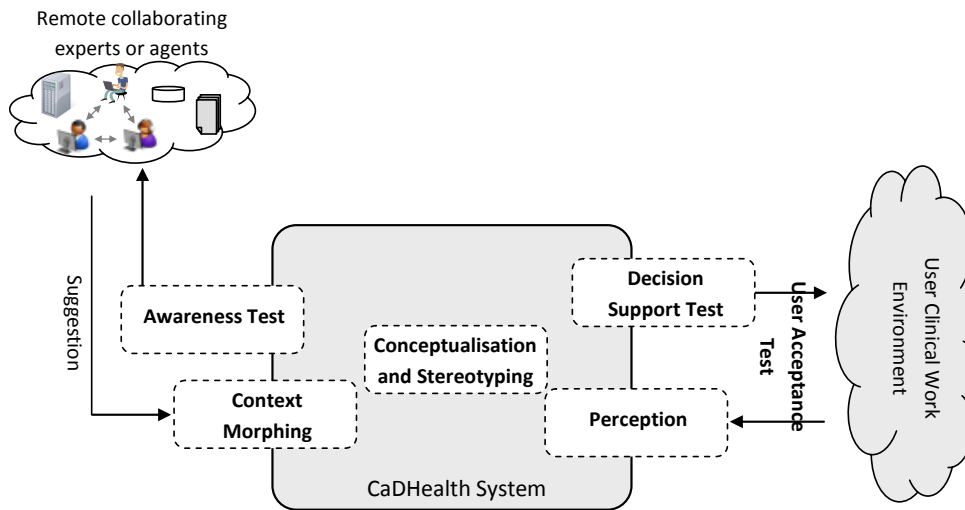 Remote collaborating
experts or agents
Suggestion
Awareness Test
Context
Morphing
Conceptualisation
and Stereotyping
Decision
Support Test
Perception
CaDHealth System
User Acceptance
Test
User Clinical Work
Environment